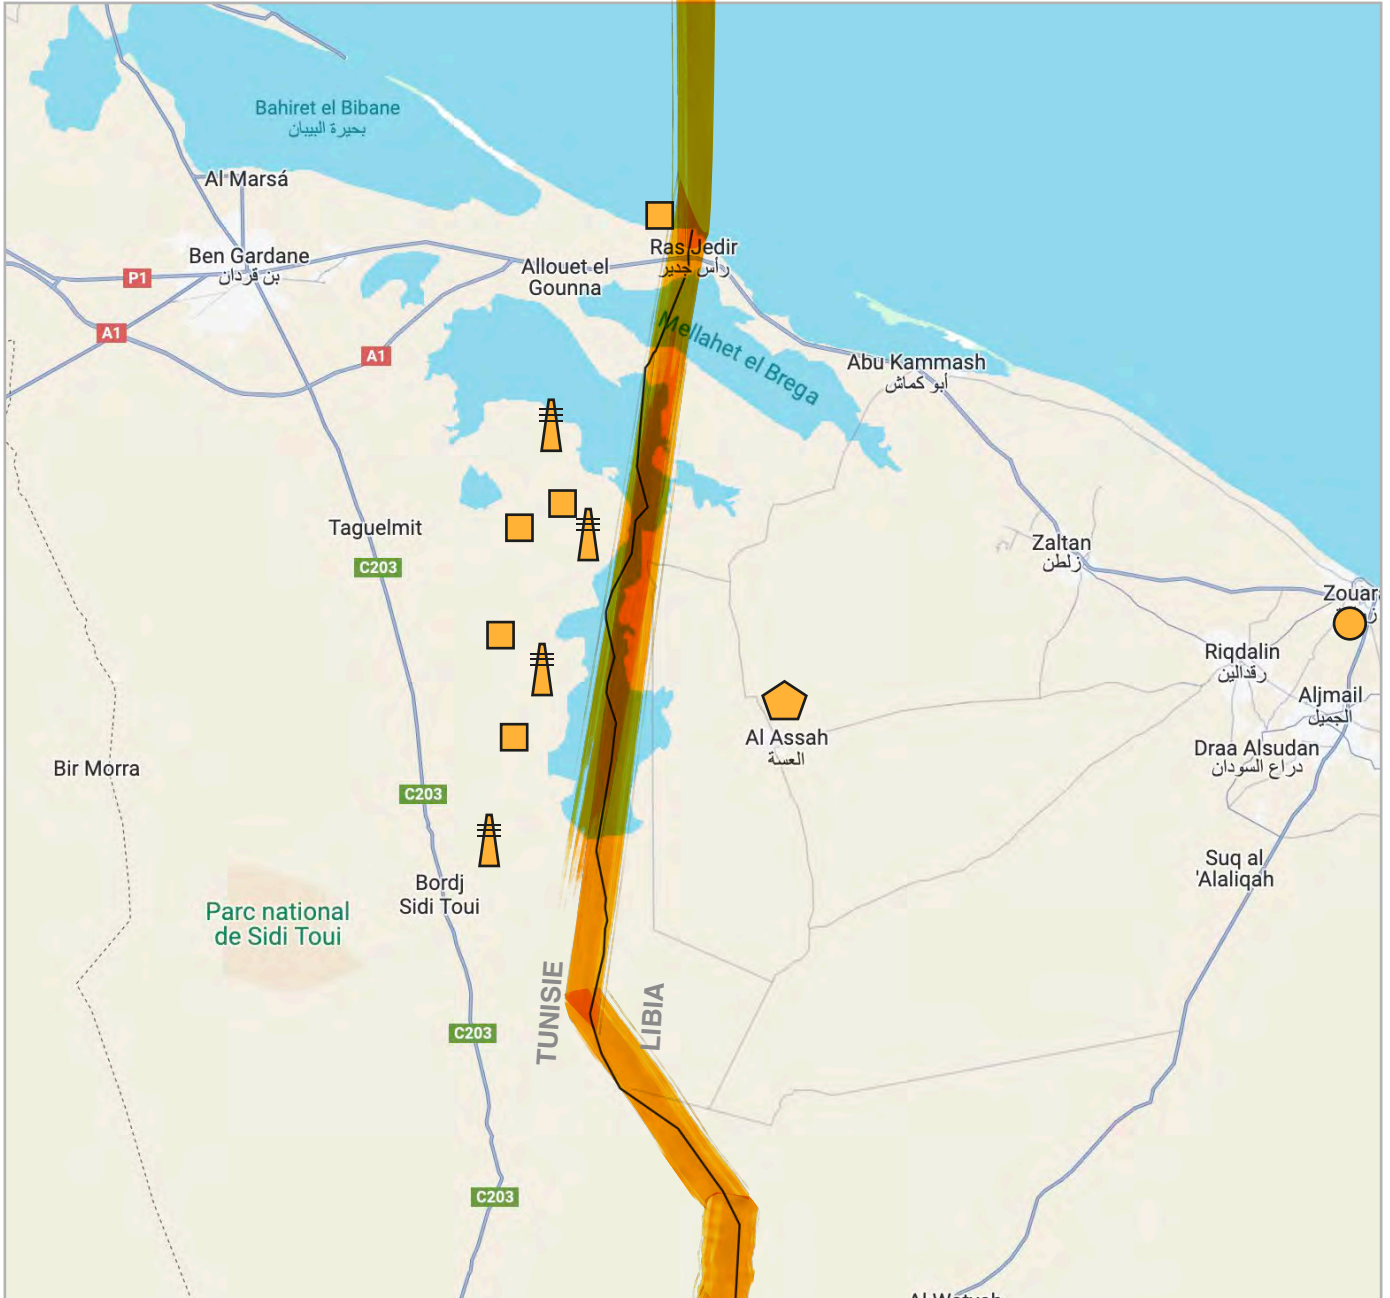 Bahiret el Bibane
بحيرة البيبان
Al Marsá
Ben Gardane
بن قردان
P1
A1
A1
Allouet el
Gounna
Ras Jedir
رأس جدير
Mellahet el Brega
Abu Kammash
أبو كماش
Taguelmit
C203
Zaltan
زلطن
Zouar
Riqdalin
رقدالين
Aljmail
الجميل
Al Assah
العسة
Draa Alsudan
دراع السودان
Bir Morra
C203
Suq al
'Alaliqah
Bordj
Sidi Toui
Parc national
de Sidi Toui
TUNISIE
LIBIA
C203
C203